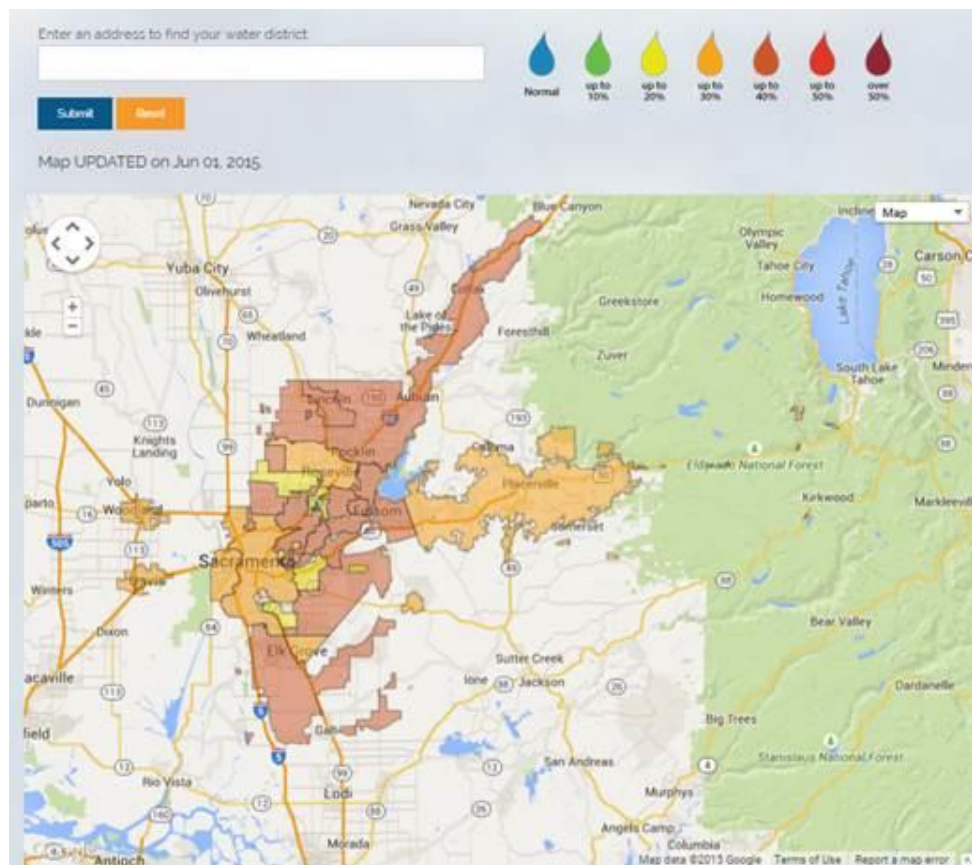 Enter an address to find your water district:
Submit
Reset
Normal
up to 10%
up to 20%
up to 30%
up to 40%
up to 50%
over 50%
Map UPDATED on Jun 01, 2015.
Map
Nevada City
Blue Canyon
Incline
Grass Valley
Olympic Valley
Yuba City
Tahoe City
Carson C
Olivehurst
Homewood
Lake Tahoe
Greekstore
Lake of the Pines
Wheatland
Foresthill
Zuver
South Lake Tahoe
Minden
Dunnigan
Lincoln
Auburn
Knights Landing
Rocklin
Coloma
Roseville
Yolo
Placerville
Eldorado National Forest
Woodland
Folsom
Kirkwood
Markleevil
Somerset
Sacramento
Winters
Davis
Dixon
Bear Valley
Elk Grove
Sutter Creek
acaville
Ione
Jackson
Dardanelle
Galt
Big Trees
field
San Andreas
Stanislaus National Forest
Rio Vista
Lodi
Murphys
Morada
Angels Camp
Columbia
Antioch
Map data ©2015 Google
Terms of Use
Report a map error